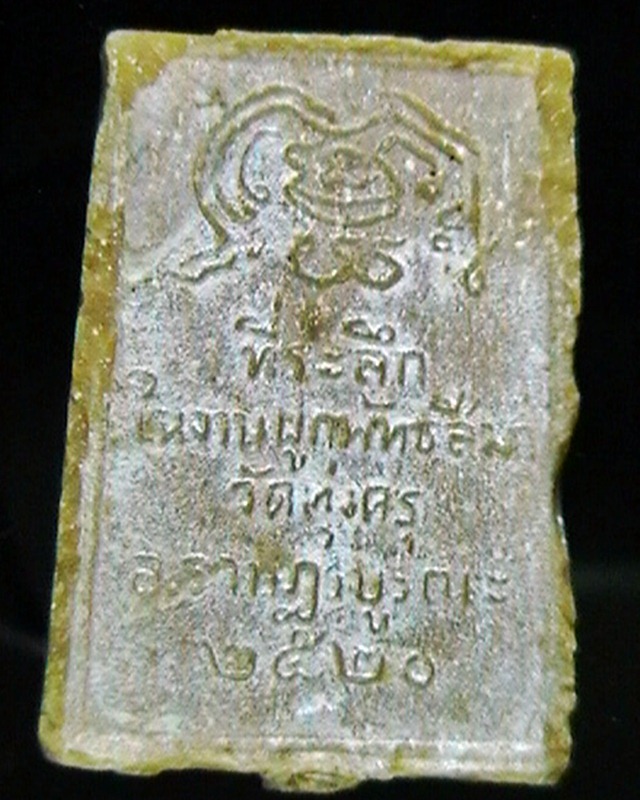 ที่ระลึก
ในงานผูกพัทธสีมา
วัดทุ่งครุ
อ.ราษฎร์บูรณะ
๒๕๒๐